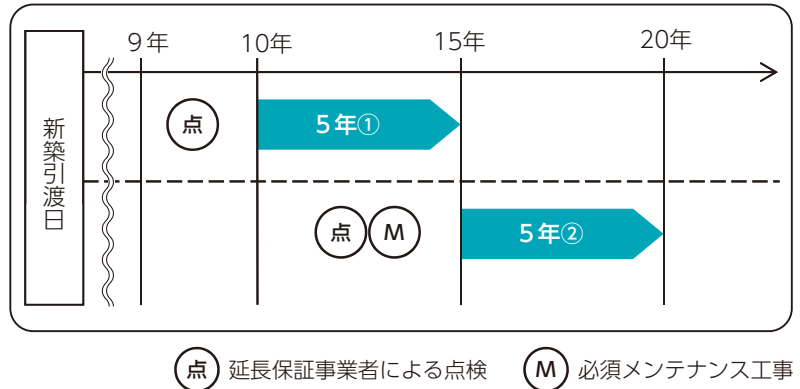 9年 10年 15年 20年
新築引渡日
点 5年①
点 M 5年②
点 延長保証事業者による点検 M 必須メンテナンス工事